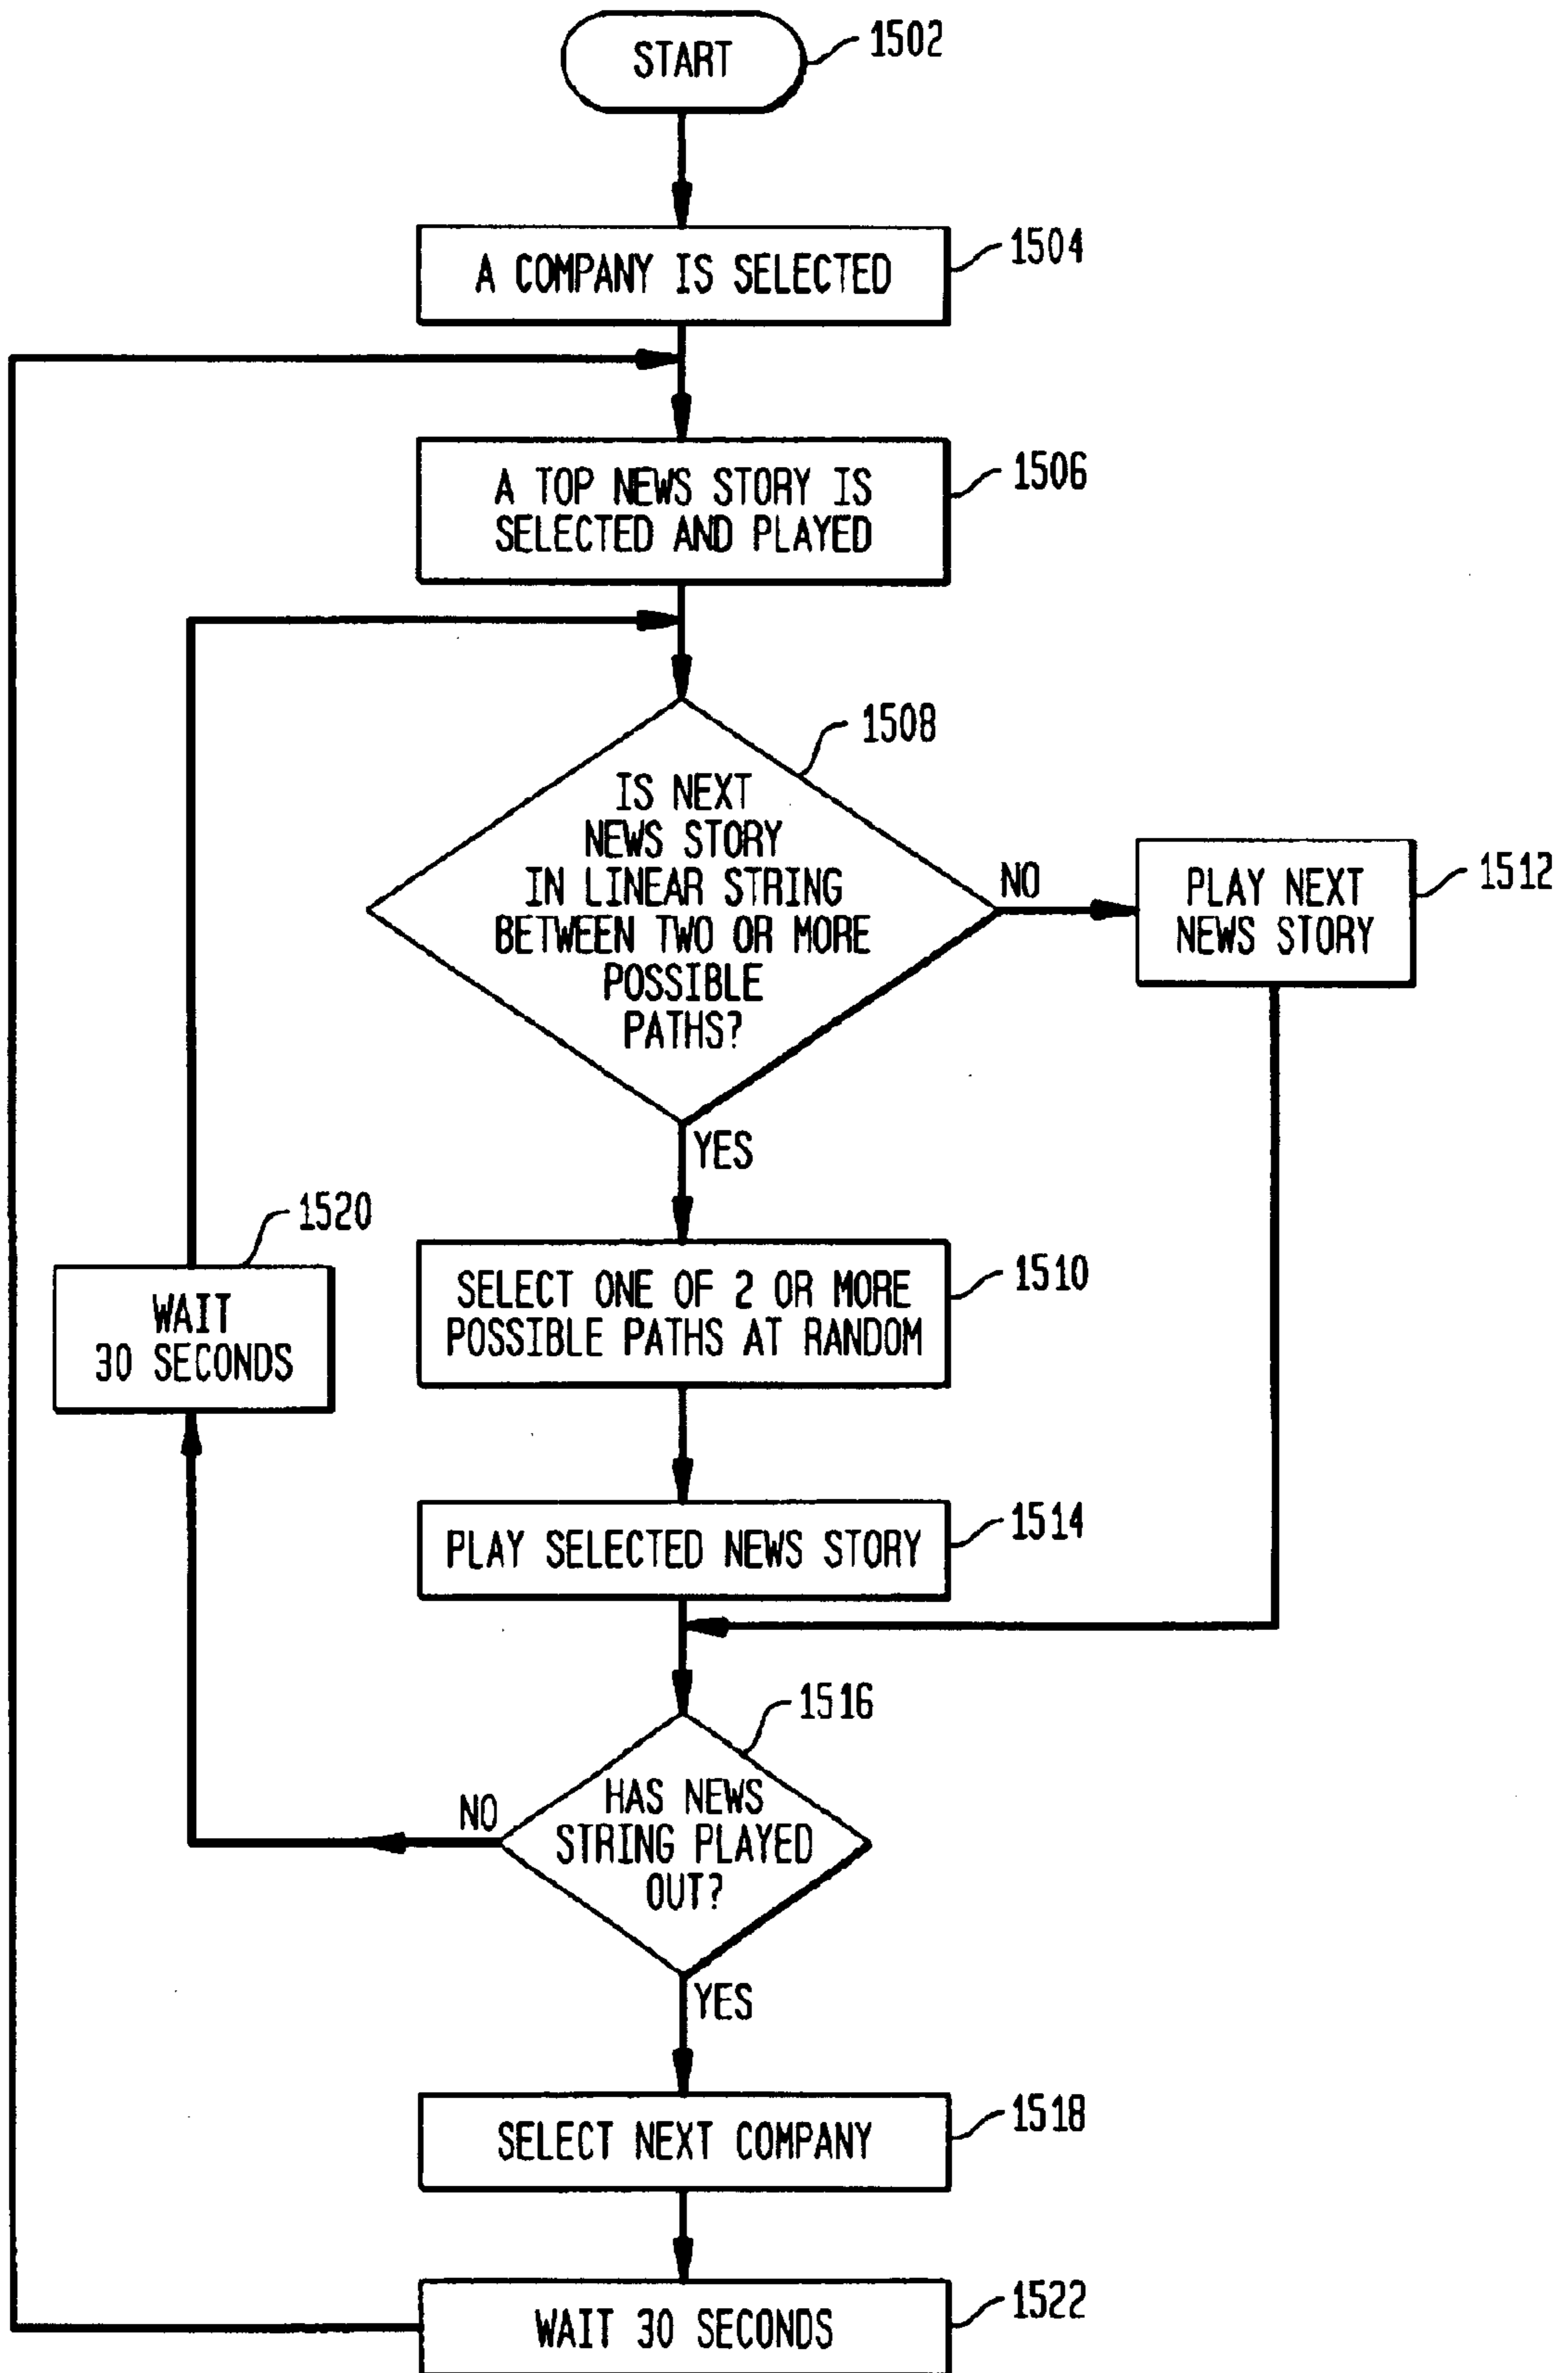 START
1502
A COMPANY IS SELECTED
1504
A TOP NEWS STORY IS
SELECTED AND PLAYED
1506
IS NEXT
NEWS STORY
IN LINEAR STRING
BETWEEN TWO OR MORE
POSSIBLE
PATHS?
1508
NO
PLAY NEXT
NEWS STORY
1512
YES
SELECT ONE OF 2 OR MORE
POSSIBLE PATHS AT RANDOM
1510
WAIT
30 SECONDS
1520
PLAY SELECTED NEWS STORY
1514
HAS NEWS
STRING PLAYED
OUT?
1516
NO
YES
SELECT NEXT COMPANY
1518
WAIT 30 SECONDS
1522